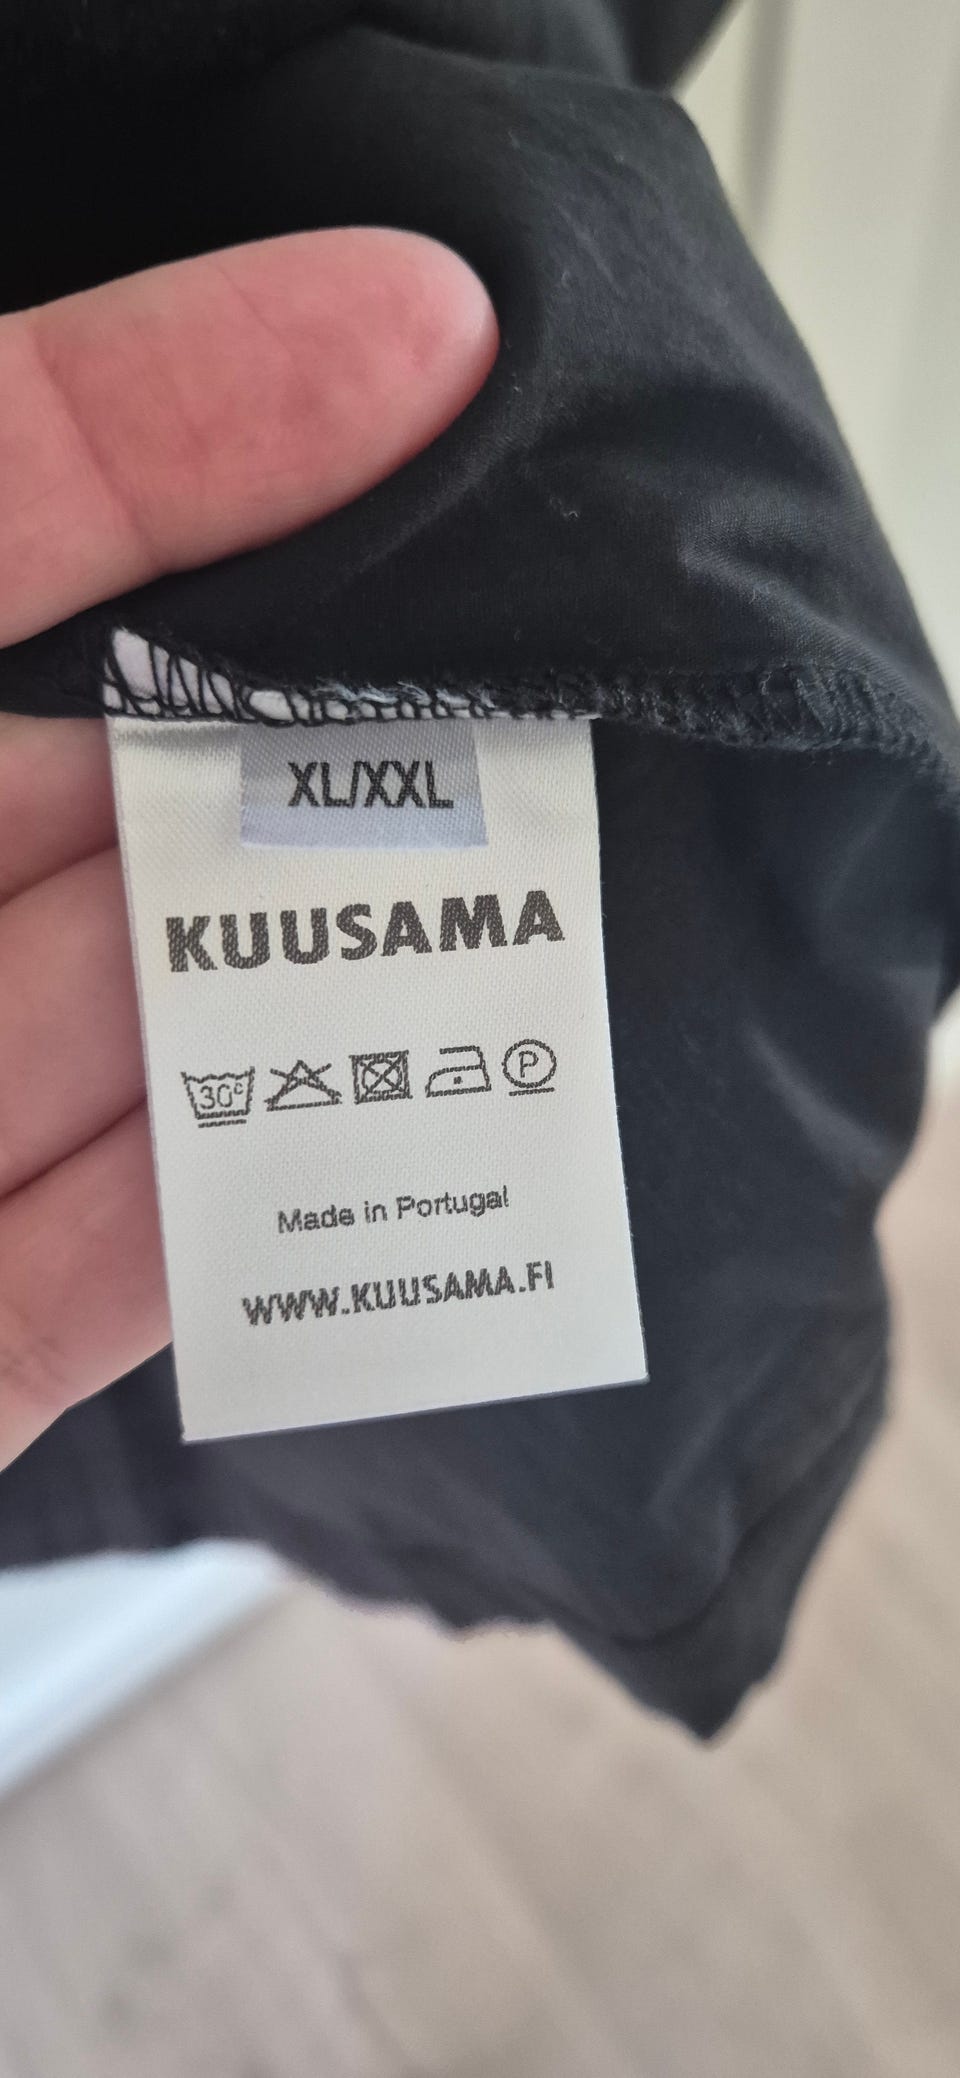 XL/XXL
KUUSAMA
30° P
Made in Portugal
WWW.KUUSAMA.FI